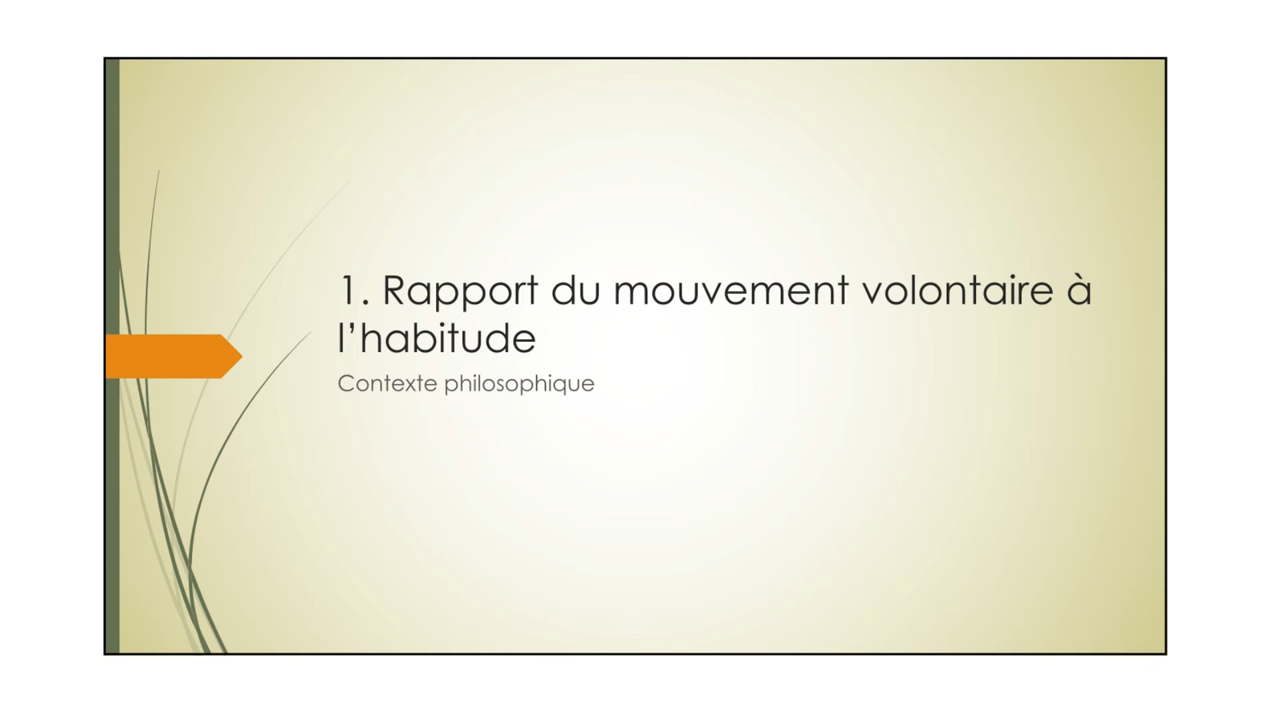 1. Rapport du mouvement volontaire à
l’habitude
Contexte philosophique